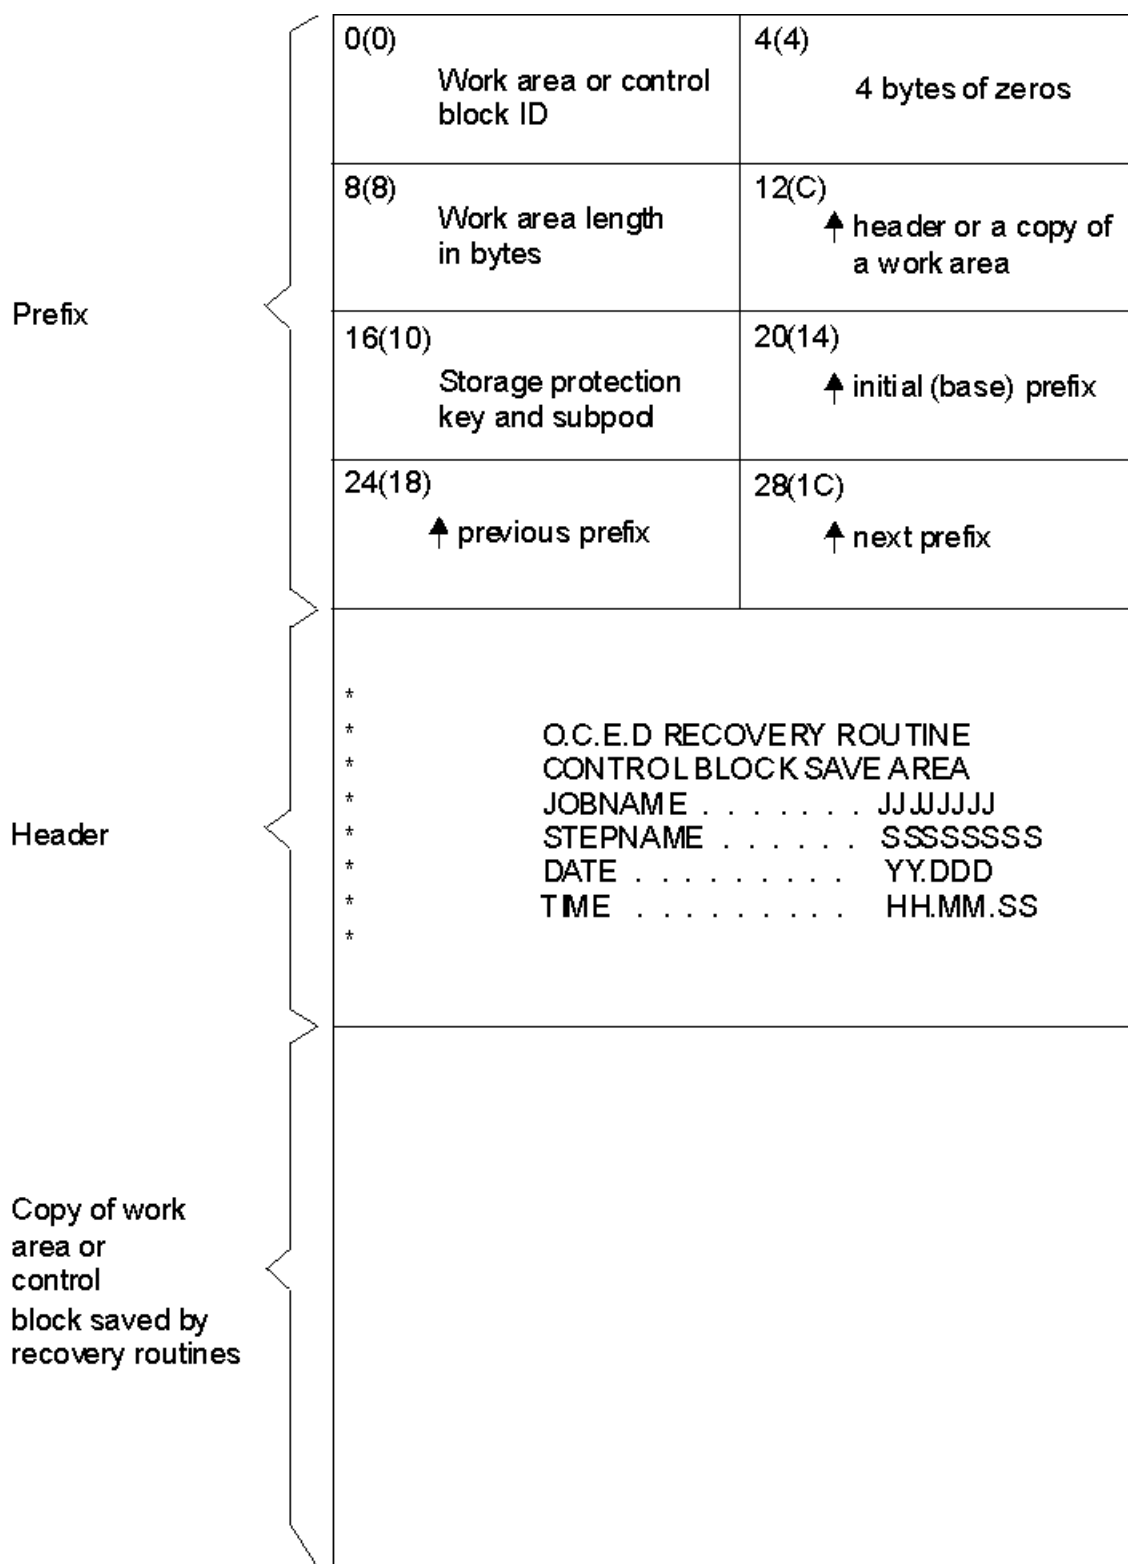 0(0)
Work area or control
block ID
4(4)
4 bytes of zeros
8(8)
Work area length
in bytes
12(C)
header or a copy of
a work area
Prefix
16(10)
Storage protection
key and subpod
20(14)
initial (base) prefix
24(18)
previous prefix
28(1C)
next prefix
*
* O.C.E.D RECOVERY ROUTINE
* CONTROL BLOCK SAVE AREA
* JOBNAME . . . . . . . JJJJJJJJ
* STEPNAME . . . . . . SSSSSSSS
* DATE . . . . . . . . . YY.DDD
* TIME . . . . . . . . . HH.MM.SS
*
Header
Copy of work
area or
control
block saved by
recovery routines